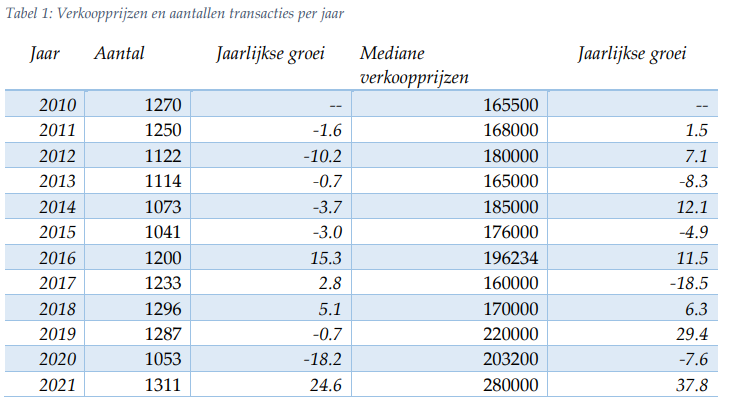 Tabel 1: Verkoopprijzen en aantallen transacties per jaar
Jaar Aantal Jaarlijkse groei Mediane verkoopprijzen Jaarlijkse groei
2010 1270 -- 165500 --
2011 1250 -1.6 168000 1.5
2012 1122 -10.2 180000 7.1
2013 1114 -0.7 165000 -8.3
2014 1073 -3.7 185000 12.1
2015 1041 -3.0 176000 -4.9
2016 1200 15.3 196234 11.5
2017 1233 2.8 160000 -18.5
2018 1296 5.1 170000 6.3
2019 1287 -0.7 220000 29.4
2020 1053 -18.2 203200 -7.6
2021 1311 24.6 280000 37.8